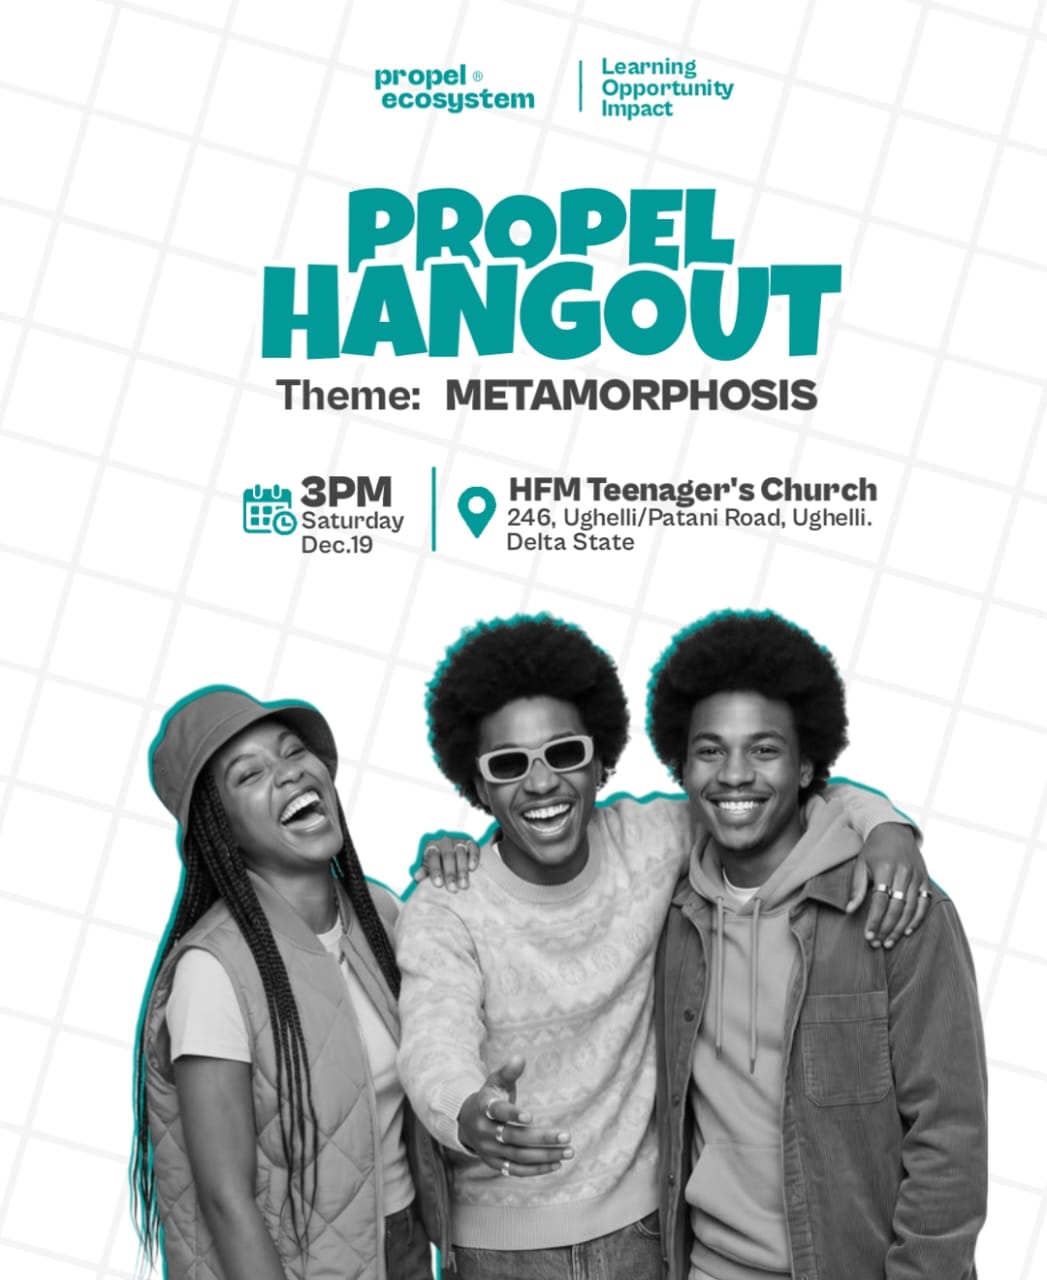 propel ®
ecosystem
Learning
Opportunity
Impact
PROPEL
HANGOUT
Theme: METAMORPHOSIS
3PM
Saturday
Dec.19
HFM Teenager's Church
246, Ughelli/Patani Road, Ughelli.
Delta State